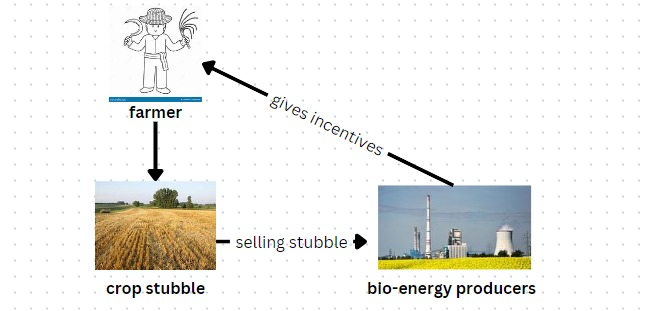 farmer
gives incentives
selling stubble
crop stubble
bio-energy producers